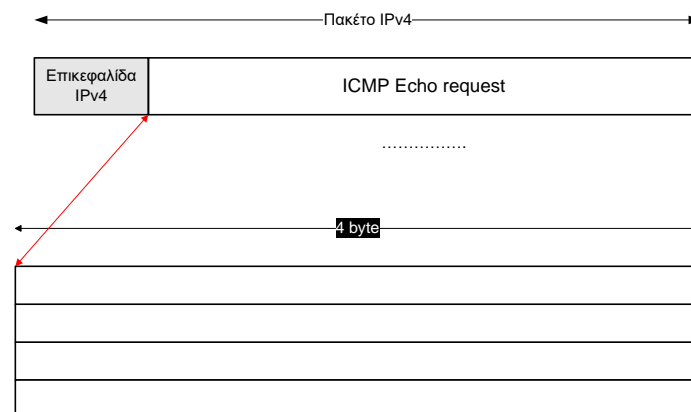 Πακέτο IPv4
Επικεφαλίδα
IPv4
ICMP Echo request
................
4 byte